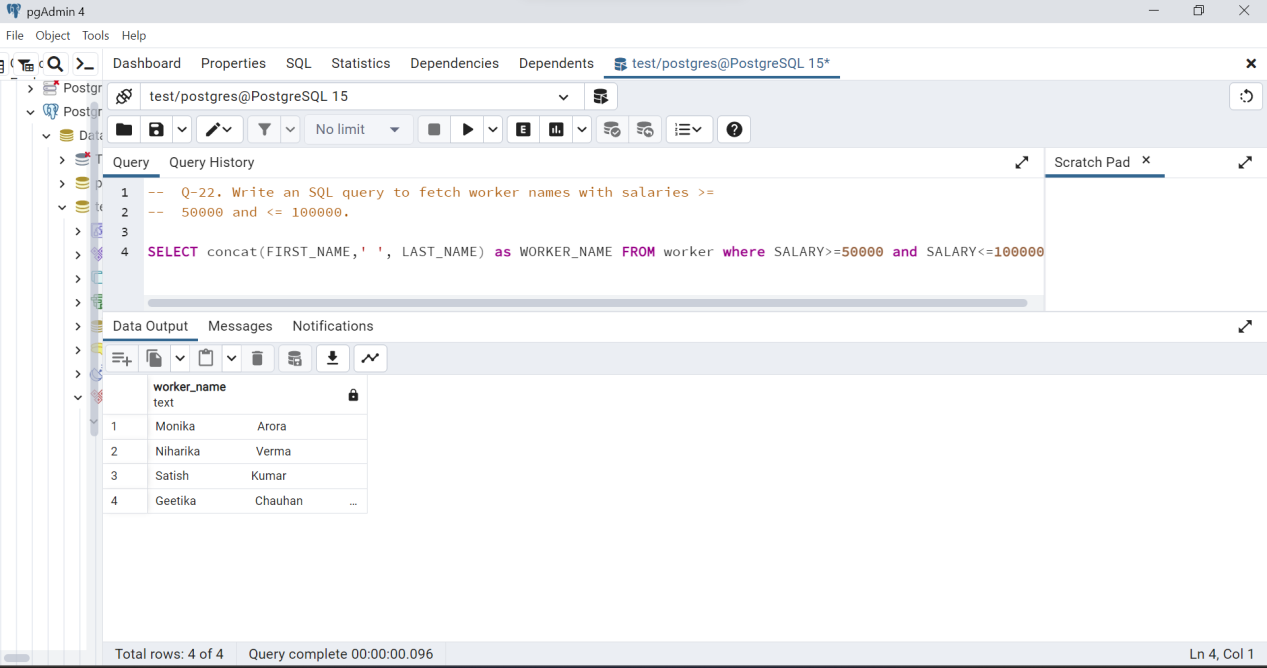 pgAdmin 4
File Object Tools Help
Dashboard Properties SQL Statistics Dependencies Dependents test/postgres@PostgreSQL 15*
Postgr
test/postgres@PostgreSQL 15
Postgr
No limit
Data
Query Query History Scratch Pad
1 -- Q-22. Write an SQL query to fetch worker names with salaries >=
2 -- 50000 and <= 100000.
3
4 SELECT concat(FIRST_NAME,' ', LAST_NAME) as WORKER_NAME FROM worker where SALARY>=50000 and SALARY<=100000
Data Output Messages Notifications
worker_name
text
1 Monika Arora
2 Niharika Verma
3 Satish Kumar
4 Geetika Chauhan ...
Total rows: 4 of 4 Query complete 00:00:00.096 Ln 4, Col 1